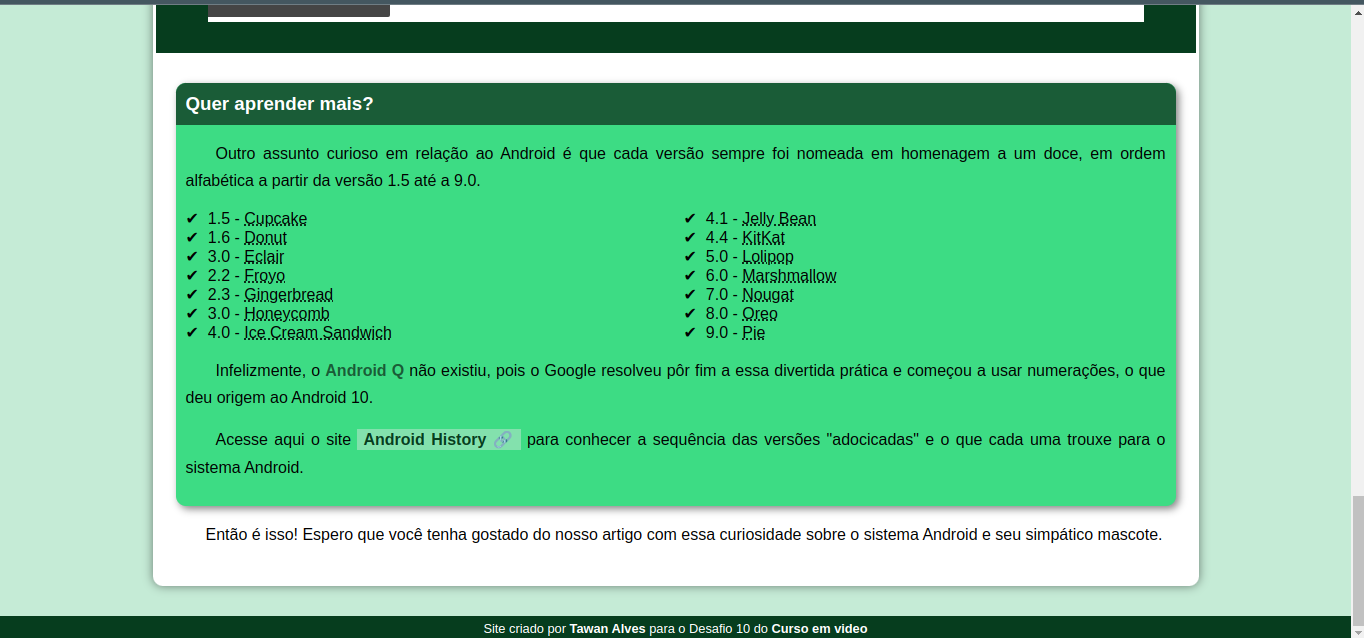 Quer aprender mais?
Outro assunto curioso em relação ao Android é que cada versão sempre foi nomeada em homenagem a um doce, em ordem
alfabética a partir da versão 1.5 até a 9.0.
✔ 1.5 - Cupcake
✔ 1.6 - Donut
✔ 3.0 - Eclair
✔ 2.2 - Froyo
✔ 2.3 - Gingerbread
✔ 3.0 - Honeycomb
✔ 4.0 - Ice Cream Sandwich
✔ 4.1 - Jelly Bean
✔ 4.4 - KitKat
✔ 5.0 - Lolipop
✔ 6.0 - Marshmallow
✔ 7.0 - Nougat
✔ 8.0 - Oreo
✔ 9.0 - Pie
Infelizmente, o Android Q não existiu, pois o Google resolveu pôr fim a essa divertida prática e começou a usar numerações, o que
deu origem ao Android 10.
Acesse aqui o site Android History 🔗 para conhecer a sequência das versões "adocicadas" e o que cada uma trouxe para o
sistema Android.
Então é isso! Espero que você tenha gostado do nosso artigo com essa curiosidade sobre o sistema Android e seu simpático mascote.
Site criado por Tawan Alves para o Desafio 10 do Curso em video